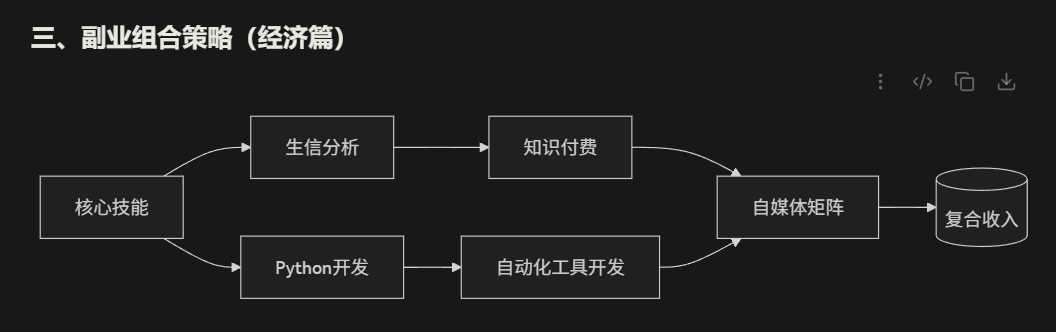 三、副业组合策略（经济篇）
生信分析
知识付费
核心技能
自媒体矩阵
复合收入
Python开发
自动化工具开发